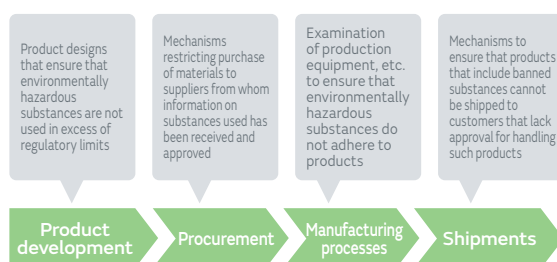 Product designs
that ensure that
environmentally
hazardous
substances are not
used in excess of
regulatory limits
Mechanisms
restricting purchase
of materials to
suppliers from whom
information on
substances used has
been received and
approved
Examination
of production
equipment, etc.
to ensure that
environmentally
hazardous
substances do
not adhere to
products
Mechanisms to
ensure that products
that include banned
substances cannot
be shipped to
customers that lack
approval for handling
such products
Product
development
Procurement
Manufacturing
processes
Shipments